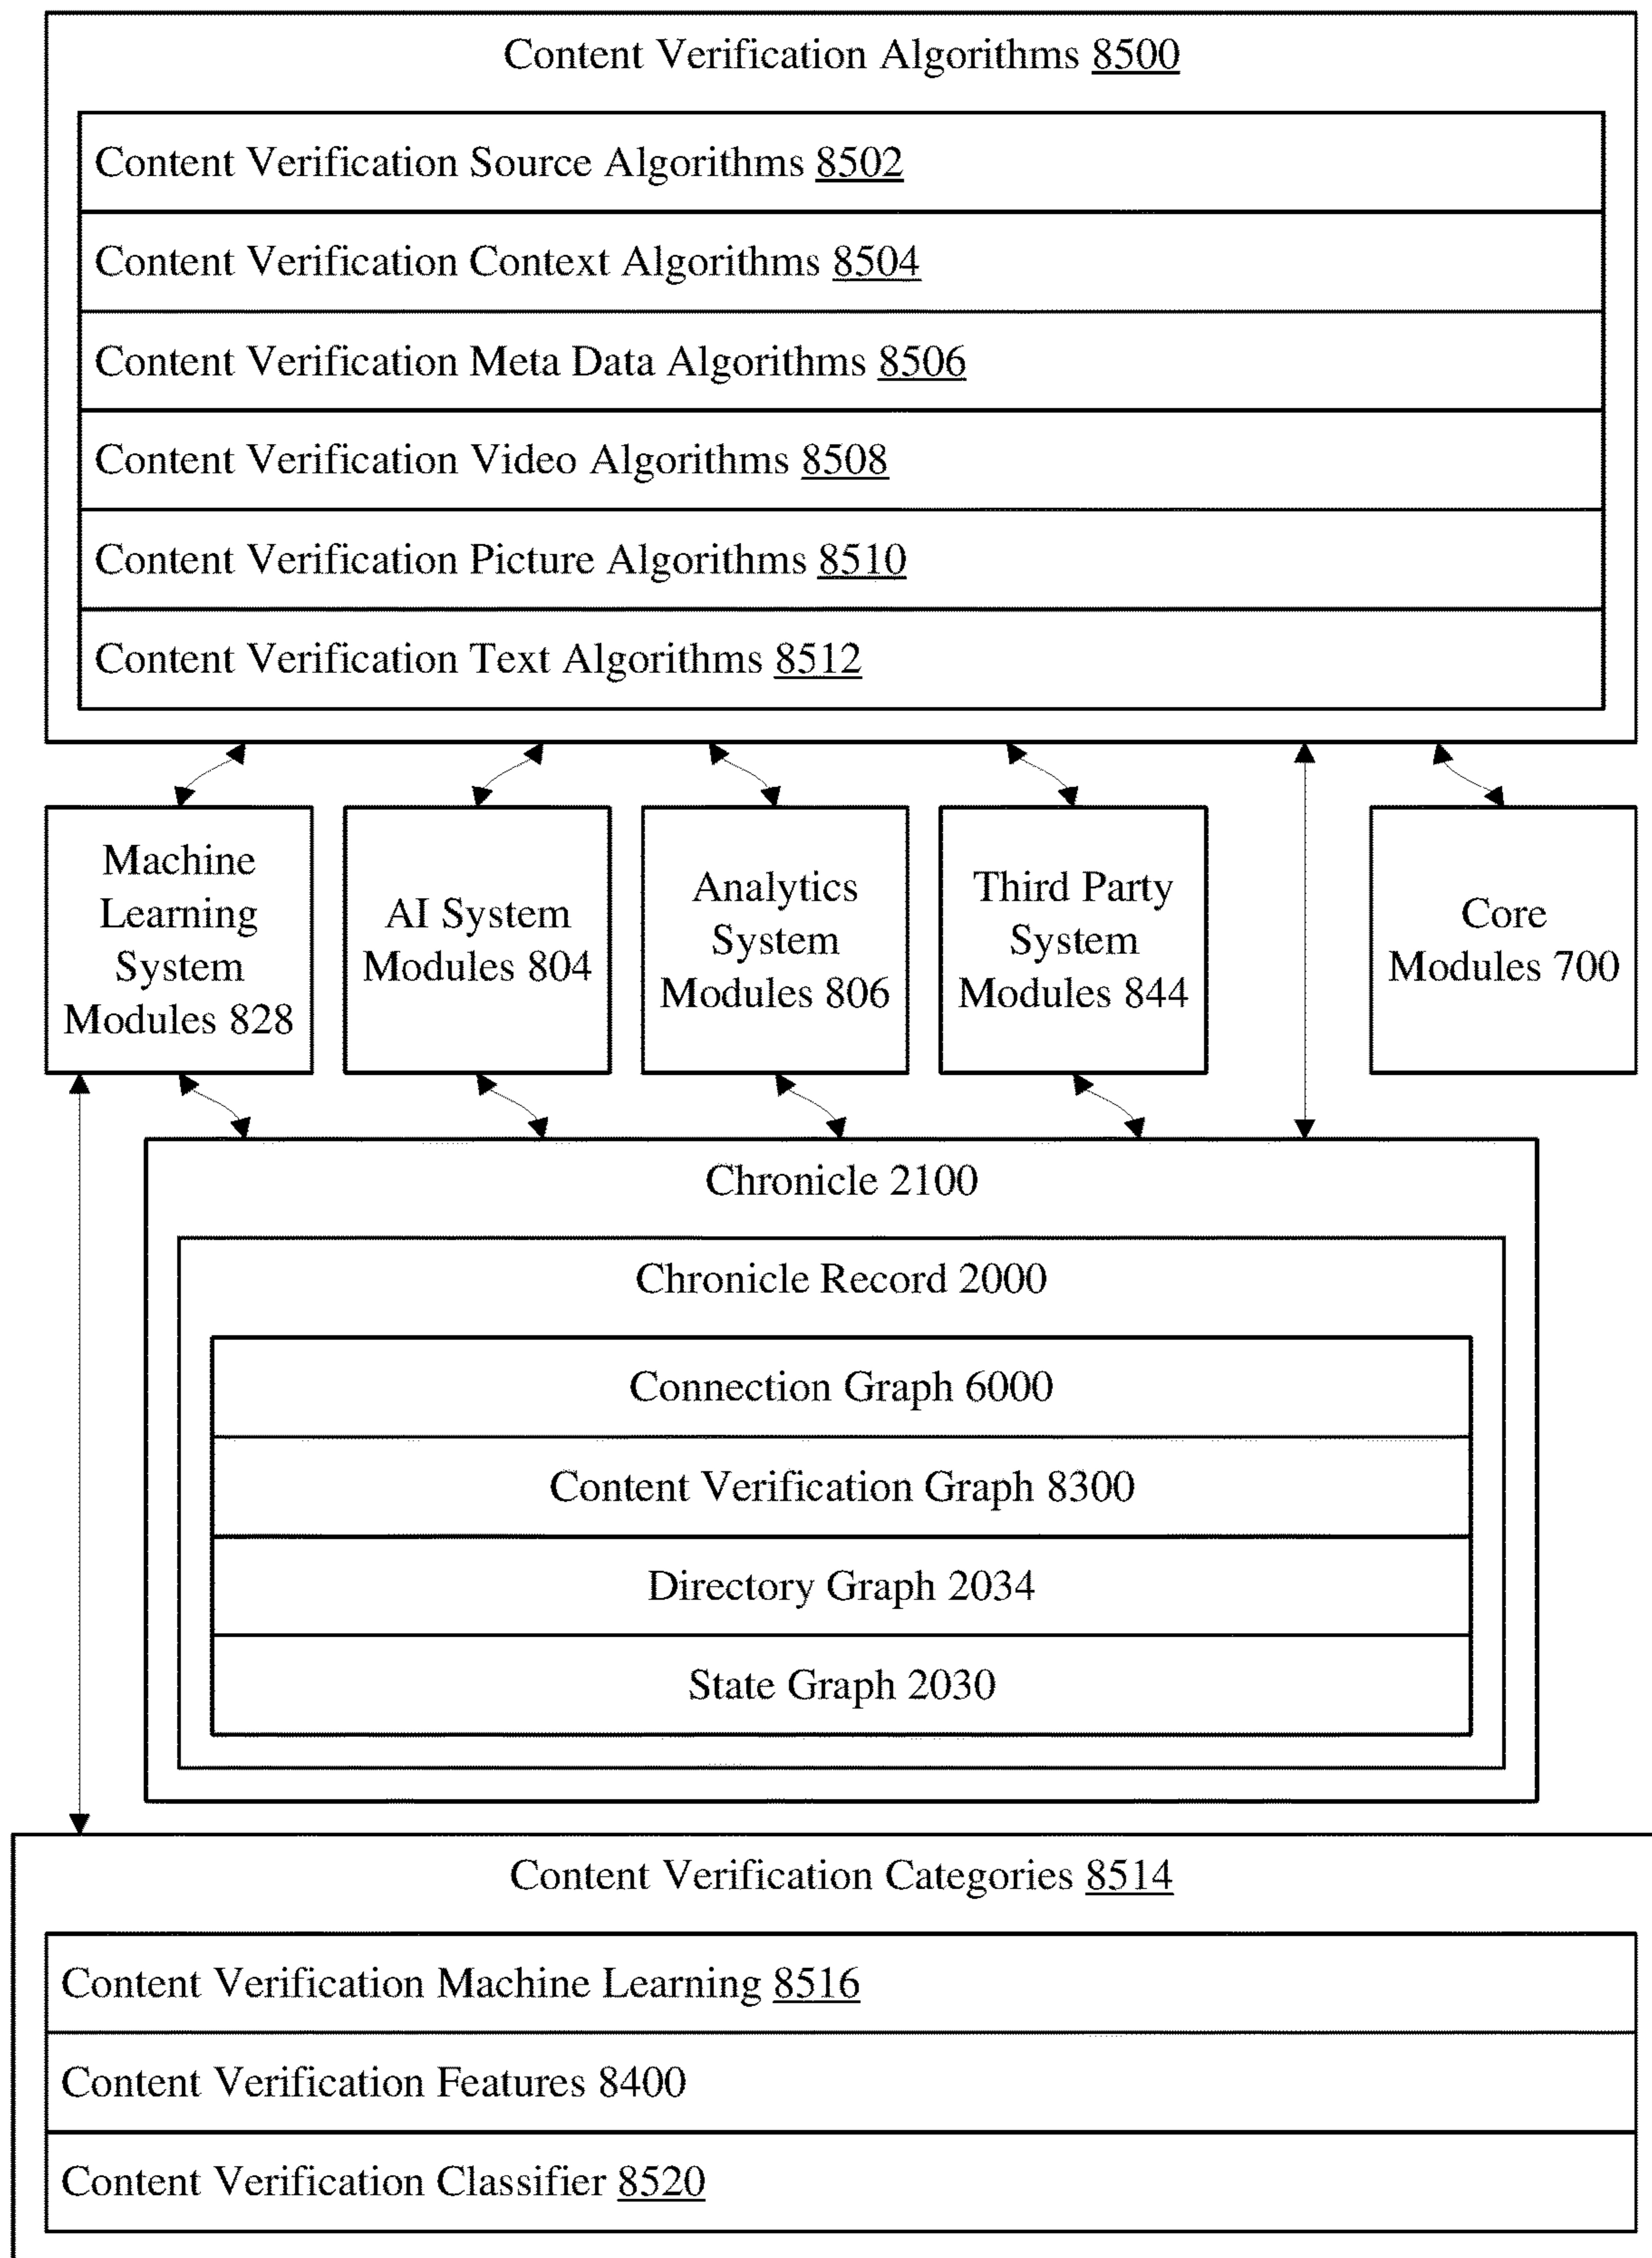 Content Verification Algorithms 8500
Content Verification Source Algorithms 8502
Content Verification Context Algorithms 8504
Content Verification Meta Data Algorithms 8506
Content Verification Video Algorithms 8508
Content Verification Picture Algorithms 8510
Content Verification Text Algorithms 8512
Machine
Learning
System
Modules 828
AI System
Modules 804
Analytics
System
Modules 806
Third Party
System
Modules 844
Core
Modules 700
Chronicle 2100
Chronicle Record 2000
Connection Graph 6000
Content Verification Graph 8300
Directory Graph 2034
State Graph 2030
Content Verification Categories 8514
Content Verification Machine Learning 8516
Content Verification Features 8400
Content Verification Classifier 8520